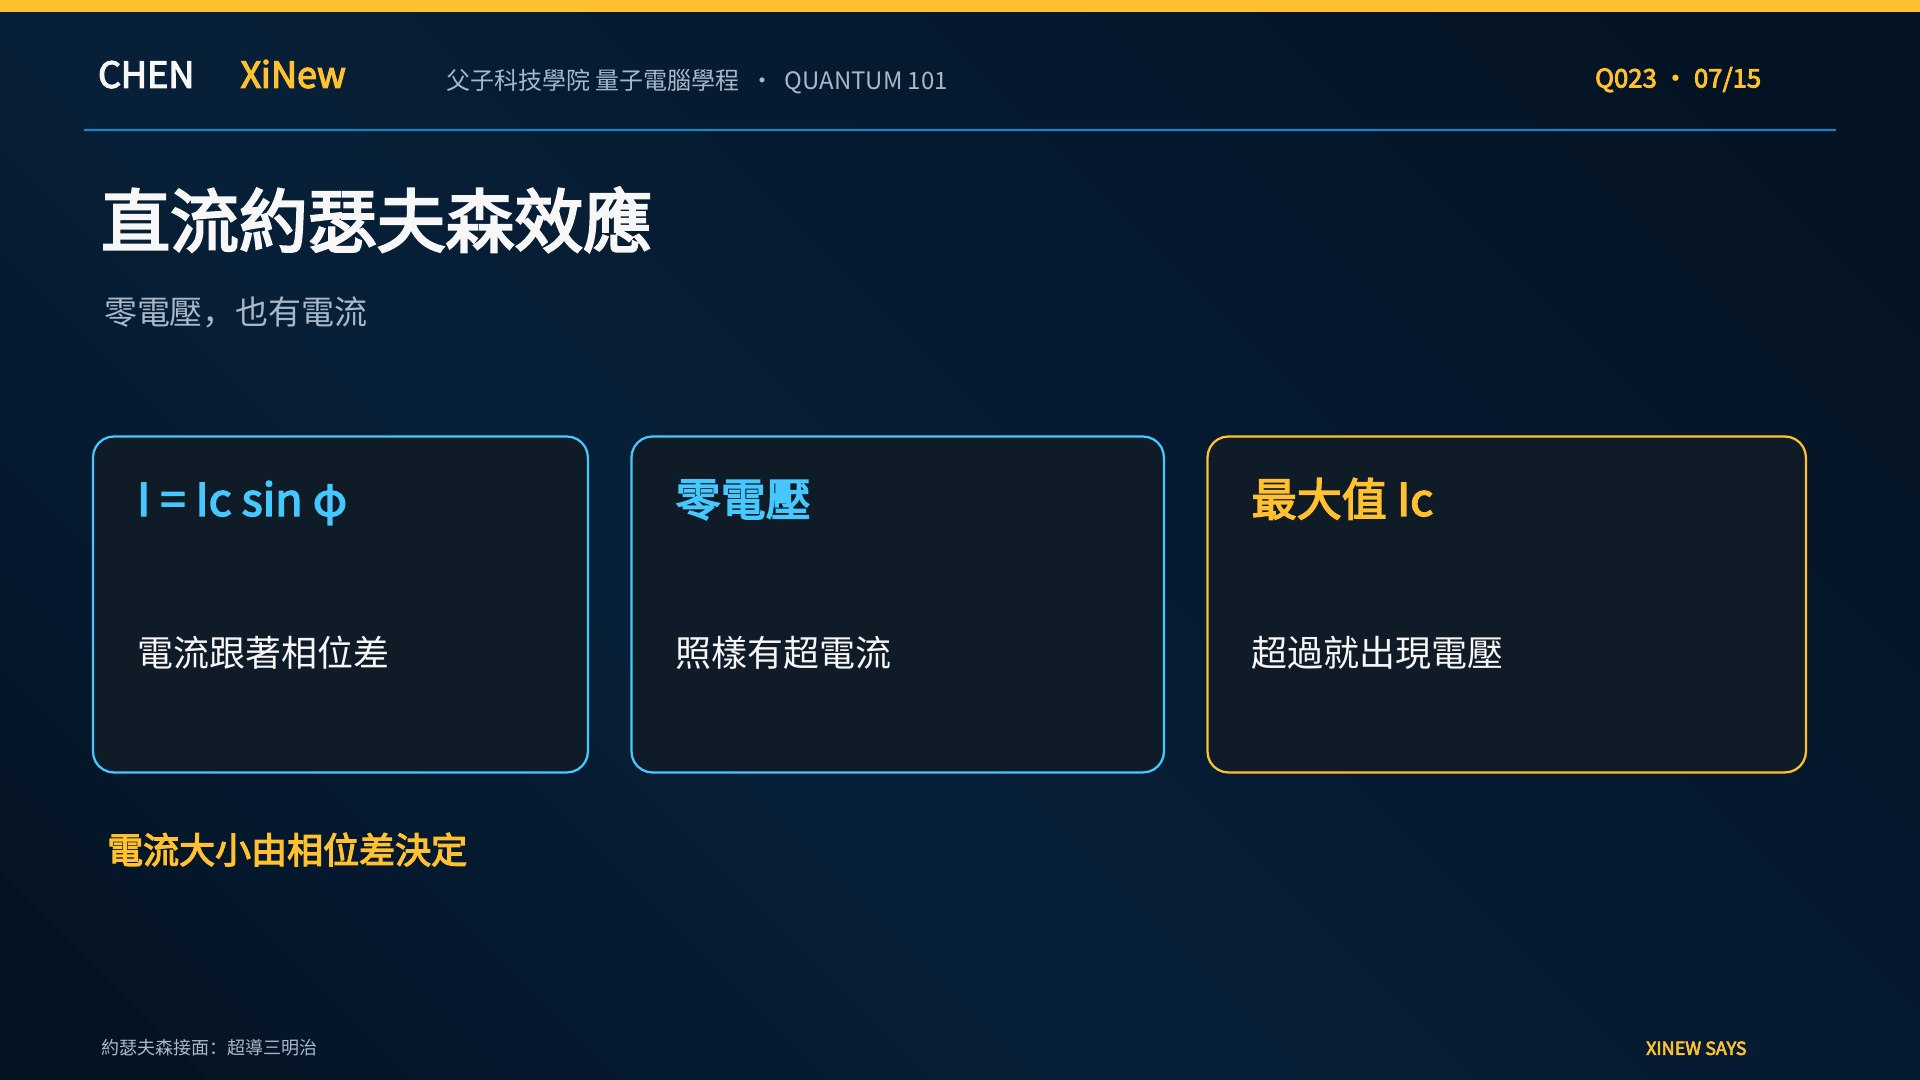 CHEN XiNew 父子科技學院 量子電腦學程 · QUANTUM 101 Q023 · 07/15
直流約瑟夫森效應
零電壓，也有電流
I = Ic sin φ
電流跟著相位差
零電壓
照樣有超電流
最大值 Ic
超過就出現電壓
電流大小由相位差決定
約瑟夫森接面：超導三明治
XINEW SAYS